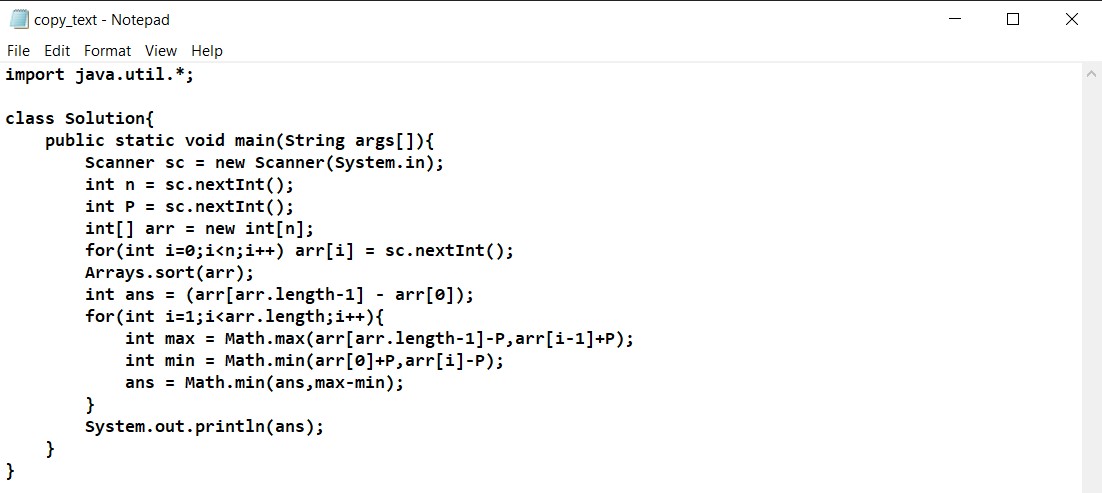 copy_text - Notepad
File Edit Format View Help
import java.util.*;

class Solution{
    public static void main(String args[]){
        Scanner sc = new Scanner(System.in);
        int n = sc.nextInt();
        int P = sc.nextInt();
        int[] arr = new int[n];
        for(int i=0;i<n;i++) arr[i] = sc.nextInt();
        Arrays.sort(arr);
        int ans = (arr[arr.length-1] - arr[0]);
        for(int i=1;i<arr.length;i++){
            int max = Math.max(arr[arr.length-1]-P,arr[i-1]+P);
            int min = Math.min(arr[0]+P,arr[i]-P);
            ans = Math.min(ans,max-min);
        }
        System.out.println(ans);
    }
}